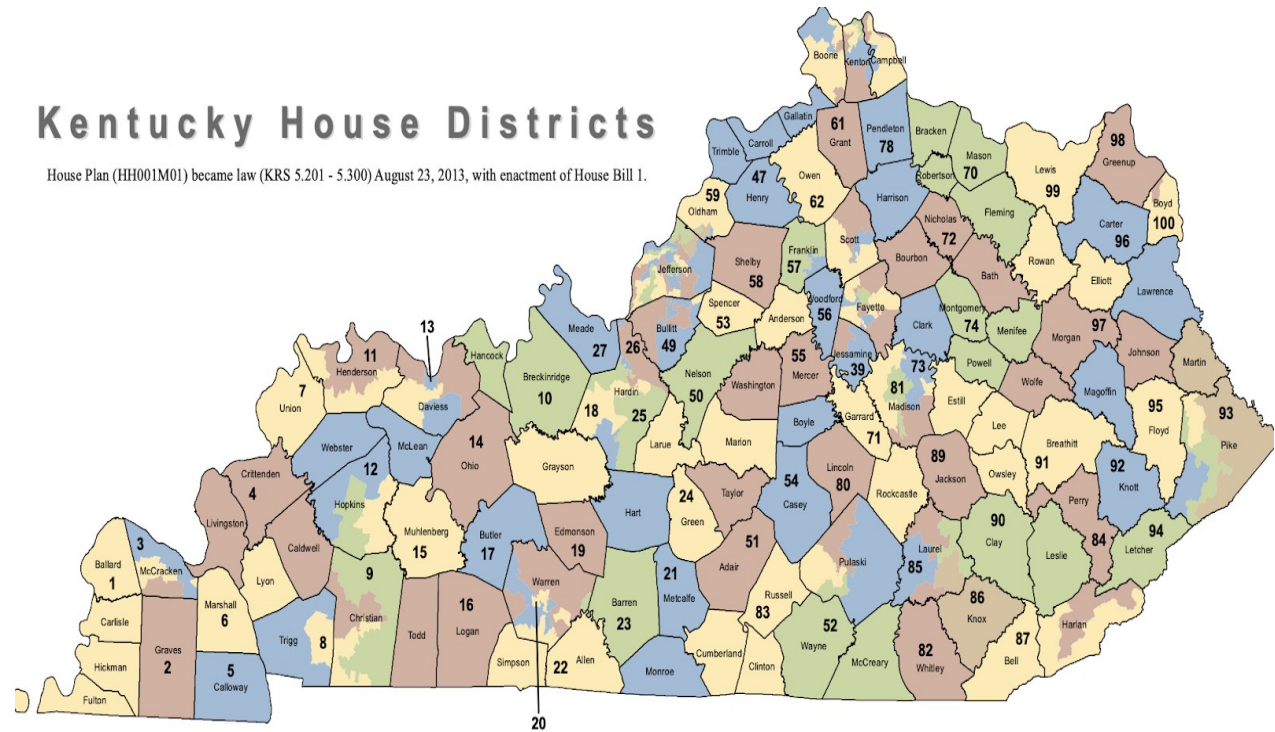 Kentucky House Districts
House Plan (HH001M01) became law (KRS 5.201 - 5.300) August 23, 2013, with enactment of House Bill 1.
Boone
Kenton
Campbell
Gallatin
61
Grant
Pendleton
78
Bracken
Mason
70
Robertson
Lewis
99
98
Greenup
Boyd
100
Trimble
Carroll
47
Henry
Owen
62
Harrison
Nicholas
72
Fleming
Rowan
Carter
96
Elliott
Lawrence
59
Oldham
Jefferson
Shelby
58
Franklin
57
Scott
Bourbon
Bath
Montgomery
74
Menifee
Morgan
97
Johnson
Martin
Spencer
53
Anderson
Woodford
56
Fayette
Clark
Powell
Wolfe
Magoffin
95
Floyd
93
Pike
Meade
27
26
Bullitt
49
Nelson
50
Washington
55
Mercer
Jessamine
39
73
81
Madison
Estill
Lee
Breathitt
91
92
Knott
13
11
Henderson
7
Union
Daviess
Hancock
Breckinridge
10
Hardin
18
25
Larue
Marion
Boyle
Garrard
71
Webster
McLean
14
Ohio
Grayson
Lincoln
80
Rockcastle
89
Jackson
Owsley
Perry
84
94
Letcher
Crittenden
4
12
Hopkins
Muhlenberg
15
Butler
17
Edmonson
19
Hart
24
Green
Taylor
54
Casey
90
Clay
Leslie
Livingston
Caldwell
Lyon
9
Christian
Warren
Barren
23
21
Metcalfe
51
Adair
Russell
83
Pulaski
Laurel
85
86
Knox
Harlan
3
McCracken
Ballard
1
Carlisle
Marshall
6
Trigg
8
Todd
16
Logan
Simpson
22
Allen
Monroe
Cumberland
Clinton
52
Wayne
McCreary
82
Whitley
87
Bell
Graves
2
Hickman
Fulton
5
Calloway
20